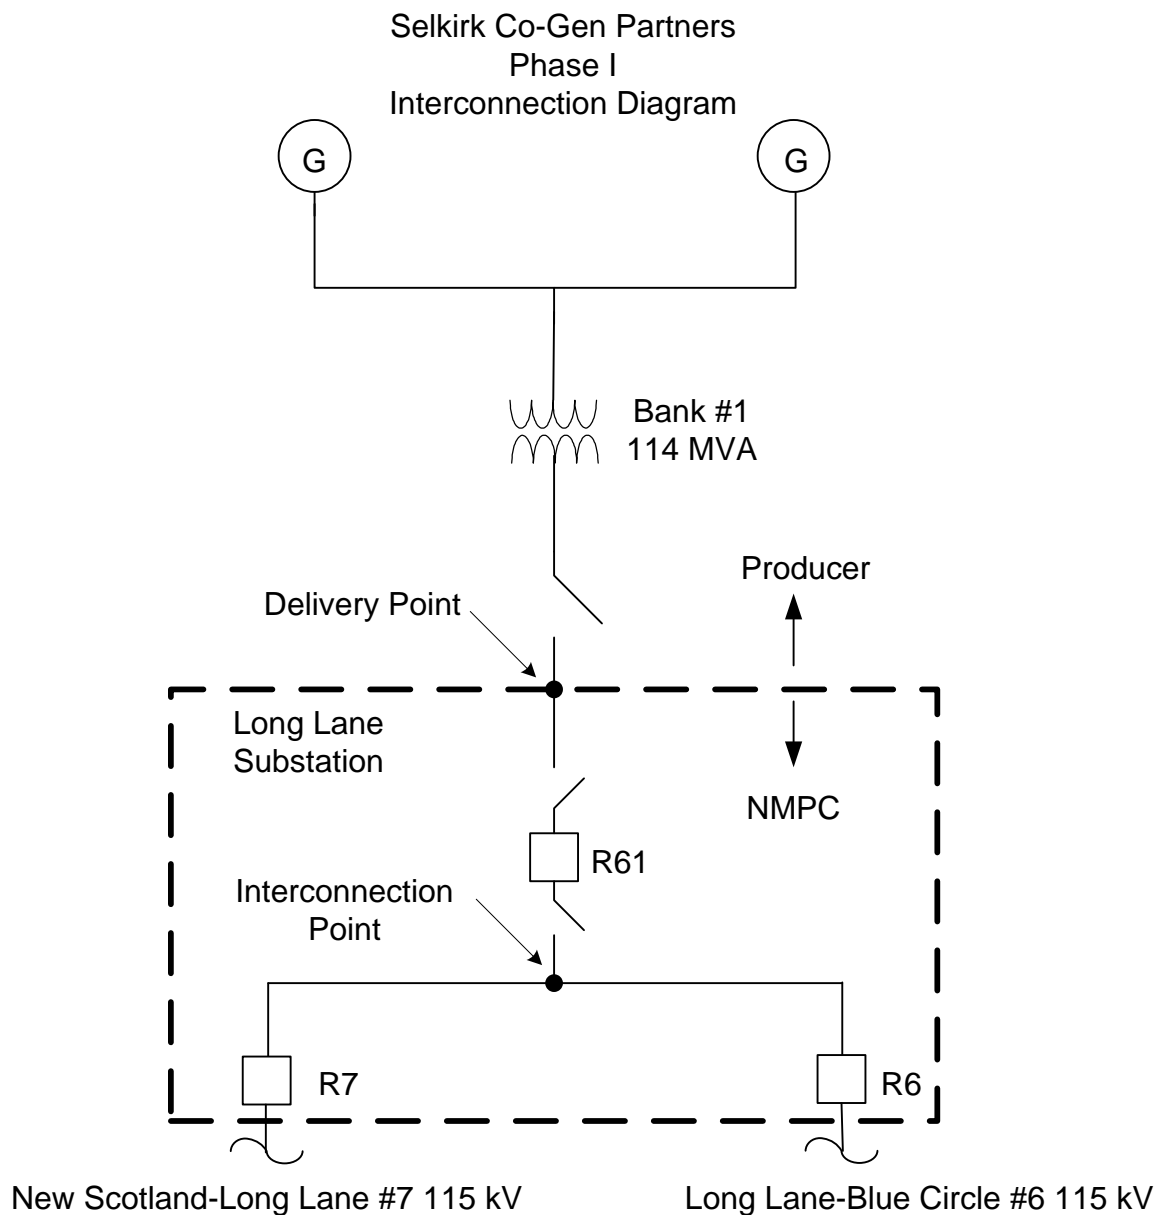 Selkirk Co-Gen Partners
Phase I
Interconnection Diagram
G
G
Bank #1
114 MVA
Producer
Delivery Point
Long Lane
Substation
NMPC
R61
Interconnection
Point
R7
R6
New Scotland-Long Lane #7 115 kV
Long Lane-Blue Circle #6 115 kV